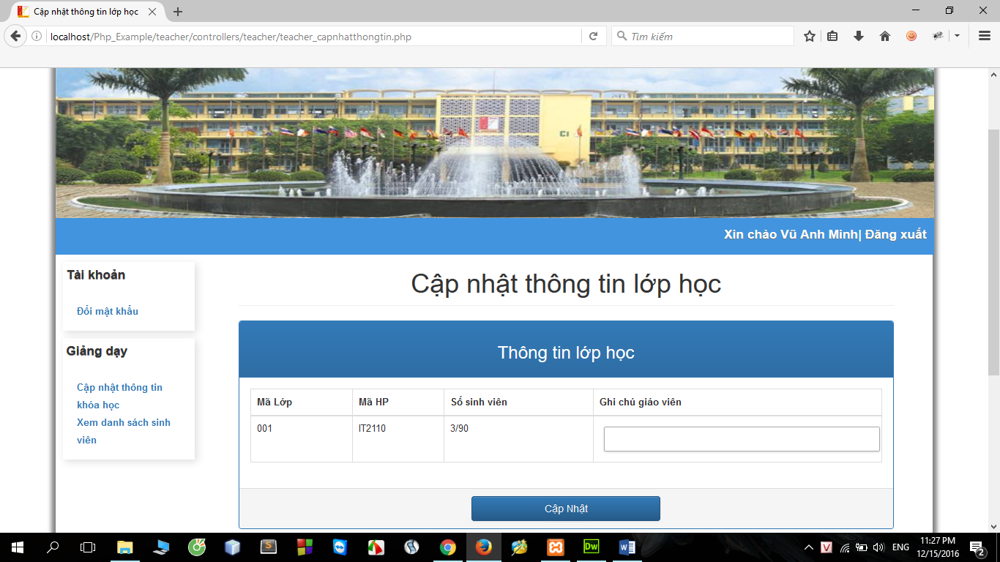 Cập nhật thông tin lớp học
localhost/Php_Example/teacher/controllers/teacher/teacher_capnhatthongtin.php
Tìm kiếm
Xin chào Vũ Anh Minh| Đăng xuất
Tài khoản
Đổi mật khẩu
Giảng dạy
Cập nhật thông tin
khóa học
Xem danh sách sinh
viên
Cập nhật thông tin lớp học
Thông tin lớp học
Mã Lớp Mã HP Số sinh viên Ghi chú giáo viên
001 IT2110 3/90
Cập Nhật
ENG
11:27 PM
12/15/2016
2